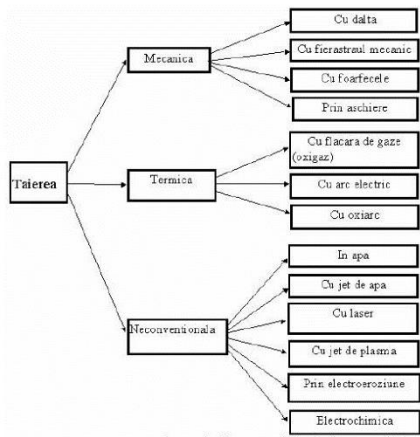 Taierea
Mecanica
Cu dalta
Cu fierastraul mecanic
Cu foarfecele
Prin aschiere
Termica
Cu flacara de gaze
(oxigaz)
Cu arc electric
Cu oxiarc
Neconventionala
In apa
Cu jet de apa
Cu laser
Cu jet de plasma
Prin electroeroziune
Electrochimica